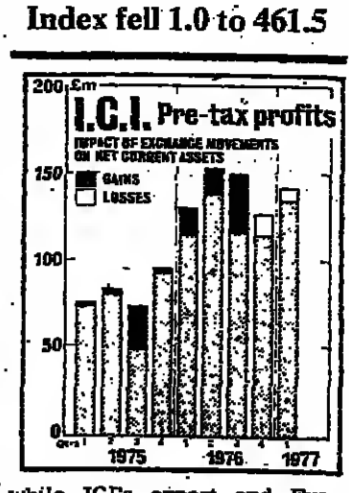 Index fell 1.0 to 461.5
200 £m
I.C.I. Pre-tax profits
IMPACT OF EXCHANGE MOVEMENTS
ON NET CURRENT ASSETS
150
GAINS
LOSSES
100
50
0
1 2 3 4 1 2 3 4 1
1975 1976 1977
while ICI's export and